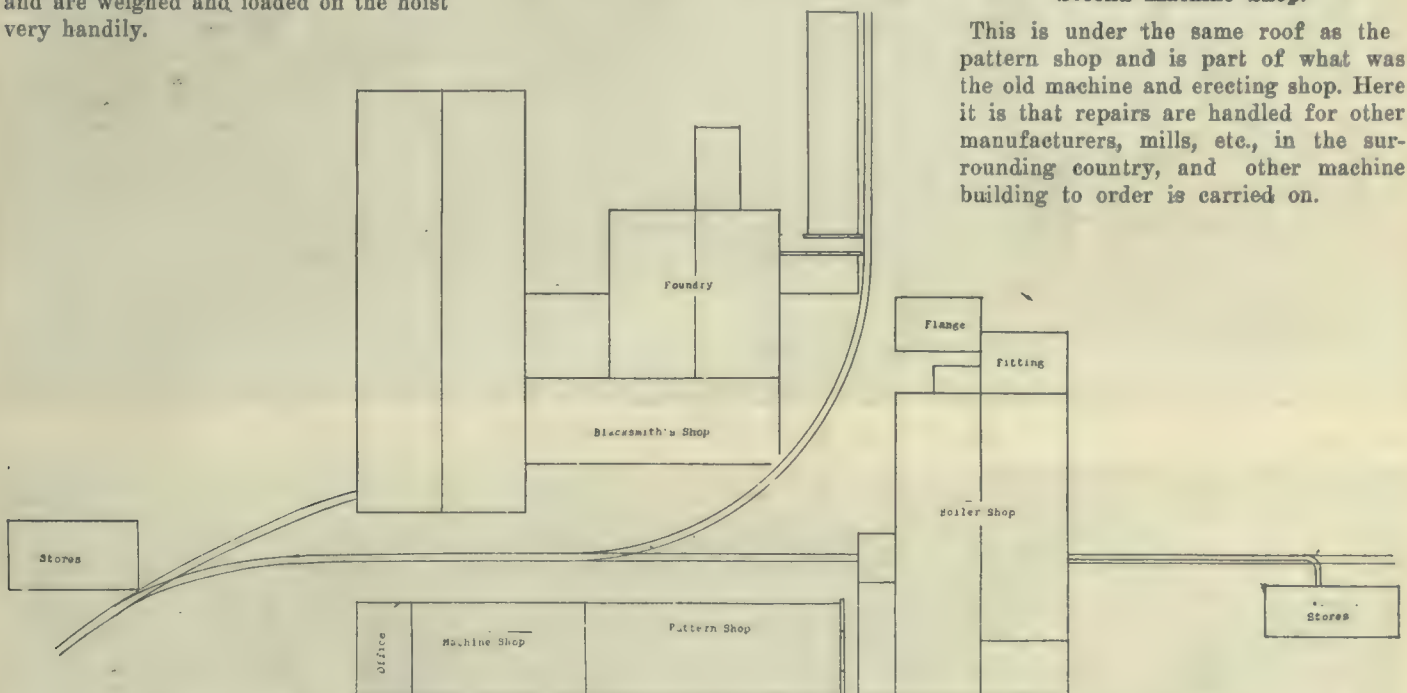 and are weighed and loaded on the hoist
very handily.
Second Machine Shop.
This is under the same roof as the
pattern shop and is part of what was
the old machine and erecting shop. Here
it is that repairs are handled for other
manufacturers, mills, etc., in the sur-
rounding country, and other machine
building to order is carried on.
Foundry
Flange
Fitting
Blacksmith's Shop
Boiler Shop
Stores
Stores
Office
Machine Shop
Pattern Shop